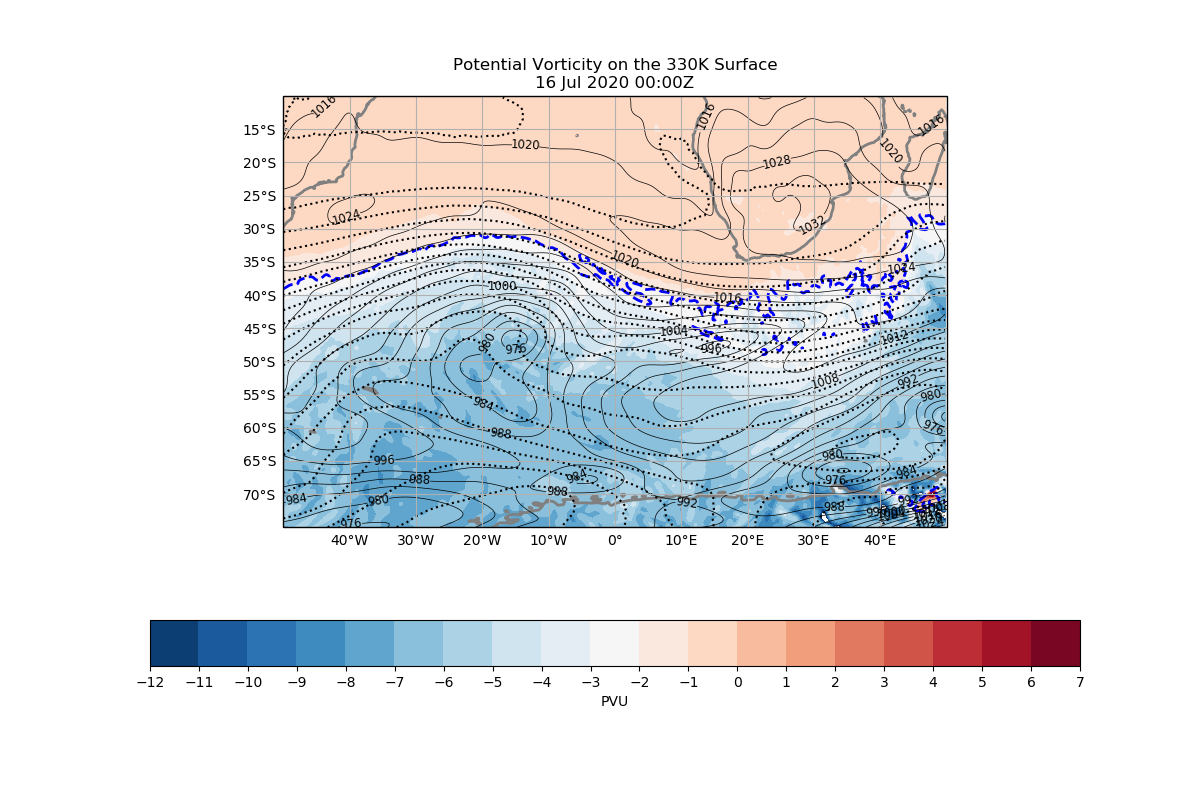 Potential Vorticity on the 330K Surface
16 Jul 2020 00:00Z
1016
1016
1016
1020
1020
1028
1024
1032
1020
1024
1000
1016
1004
996
1012
980
976
1008
992
980
984
976
988
996
980
984
984
988
976
988
984
980
992
988
976
15°S
20°S
25°S
30°S
35°S
40°S
45°S
50°S
55°S
60°S
65°S
70°S
40°W 30°W 20°W 10°W 0° 10°E 20°E 30°E 40°E
−12 −11 −10 −9 −8 −7 −6 −5 −4 −3 −2 −1 0 1 2 3 4 5 6 7
PVU